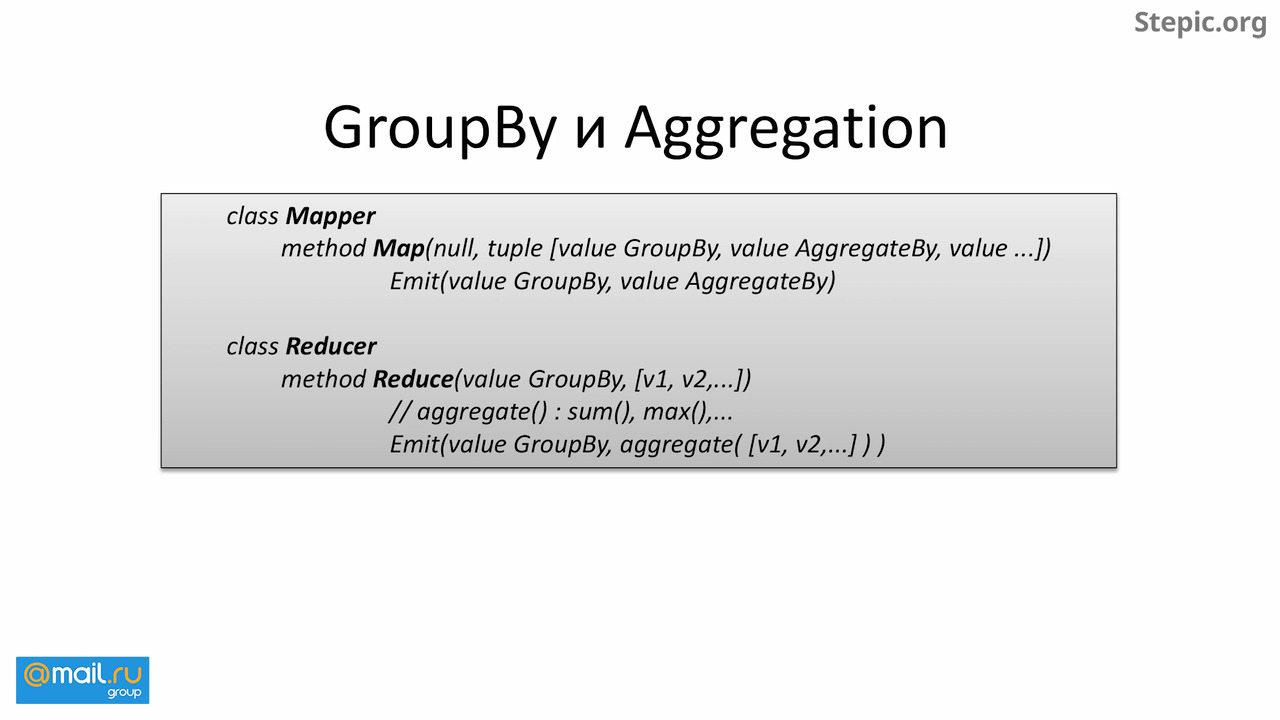 Stepic.org
GroupBy и Aggregation
class Mapper
method Map(null, tuple [value GroupBy, value AggregateBy, value ...])
Emit(value GroupBy, value AggregateBy)
class Reducer
method Reduce(value GroupBy, [v1, v2,...])
// aggregate() : sum(), max(),...
Emit(value GroupBy, aggregate( [v1, v2,...] ) )
@mail.ru
group